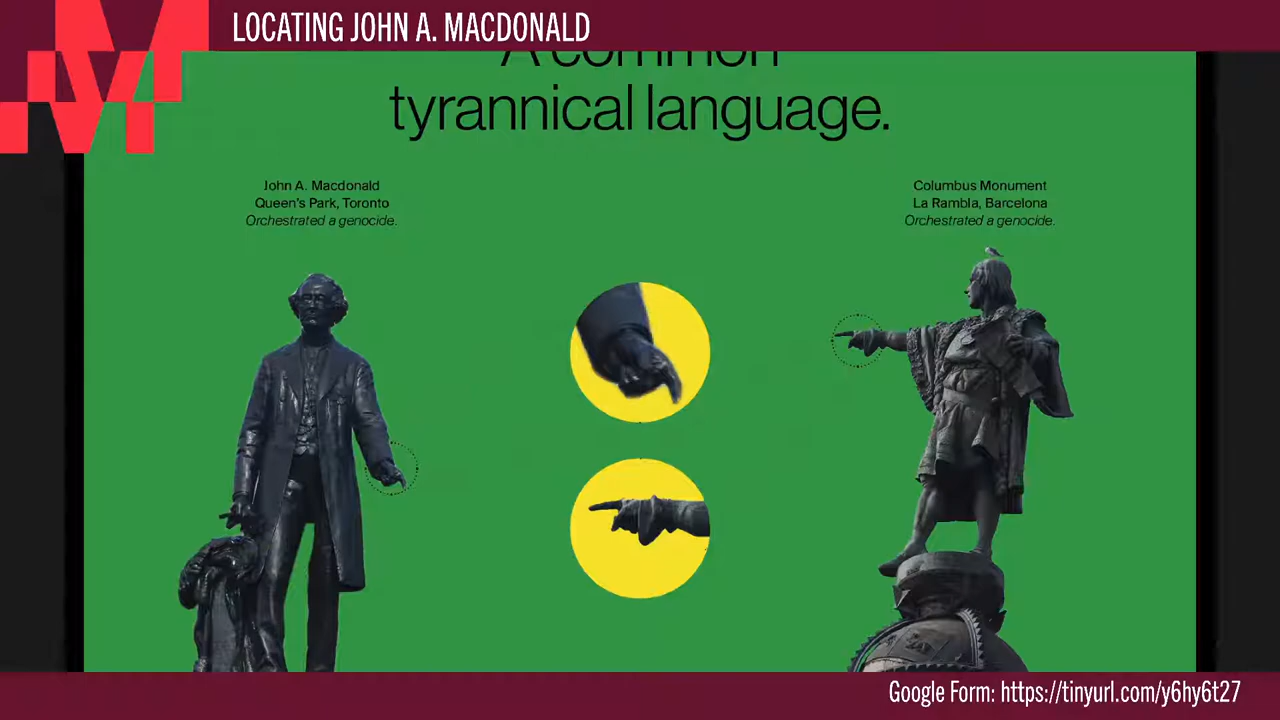 LOCATING JOHN A. MACDONALD
A common
tyrannical language.
John A. Macdonald
Queen's Park, Toronto
Orchestrated a genocide.
Columbus Monument
La Rambla, Barcelona
Orchestrated a genocide.
Google Form: https://tinyurl.com/y6hy6t27